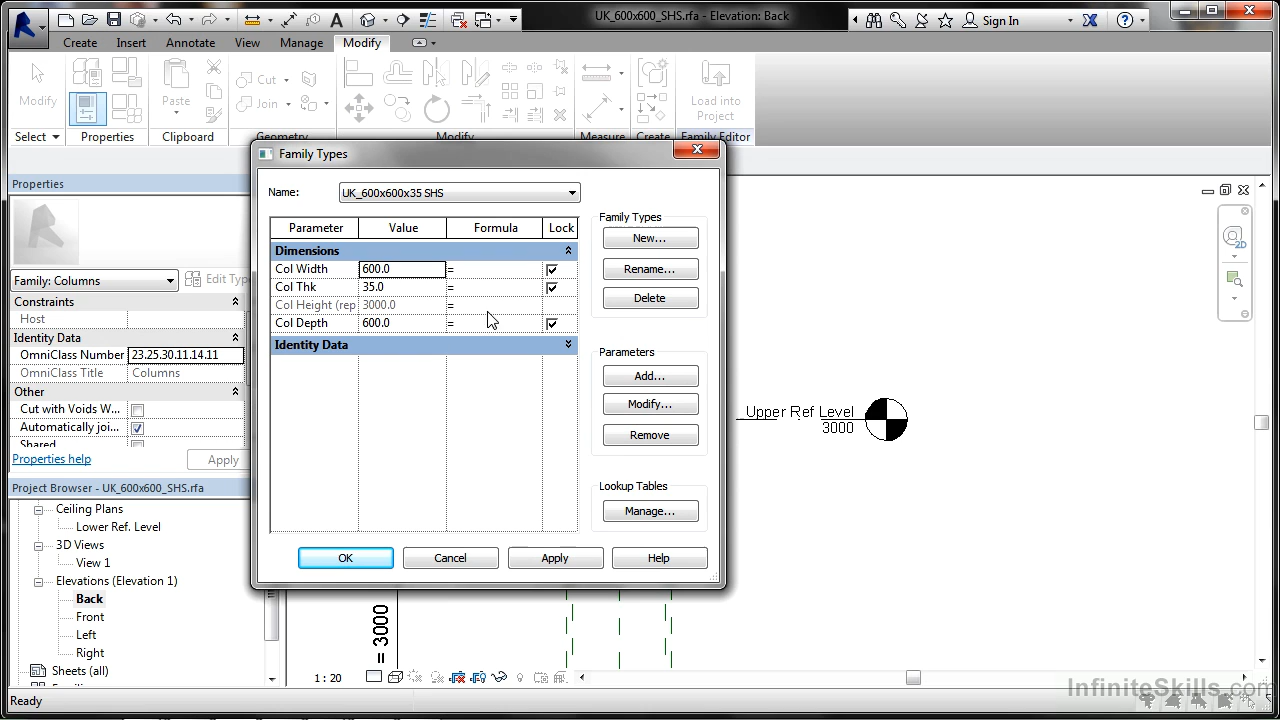 UK_600x600_SHS.rfa - Elevation: Back
Sign In
Create Insert Annotate View Manage Modify
Modify
Paste
Cut
Join
Load into
Project
Select Properties Clipboard Geometry Modify Measure Create Family Editor
Family Types
Name: UK_600x600x35 SHS
Parameter Value Formula Lock
Dimensions
Col Width 600.0 =
Col Thk 35.0 =
Col Height (rep 3000.0 =
Col Depth 600.0 =
Identity Data
Family Types
New...
Rename...
Delete
Parameters
Add...
Modify...
Remove
Lookup Tables
Manage...
OK Cancel Apply Help
Properties
Family: Columns Edit Type
Constraints
Host
Identity Data
OmniClass Number 23.25.30.11.14.11
OmniClass Title Columns
Other
Cut with Voids W...
Automatically joi...
Shared
Properties help Apply
Project Browser - UK_600x600_SHS.rfa
Ceiling Plans
Lower Ref. Level
3D Views
View 1
Elevations (Elevation 1)
Back
Front
Left
Right
Sheets (all)
2D
Upper Ref Level
3000
= 3000
1 : 20
Ready
InfiniteSkills.com